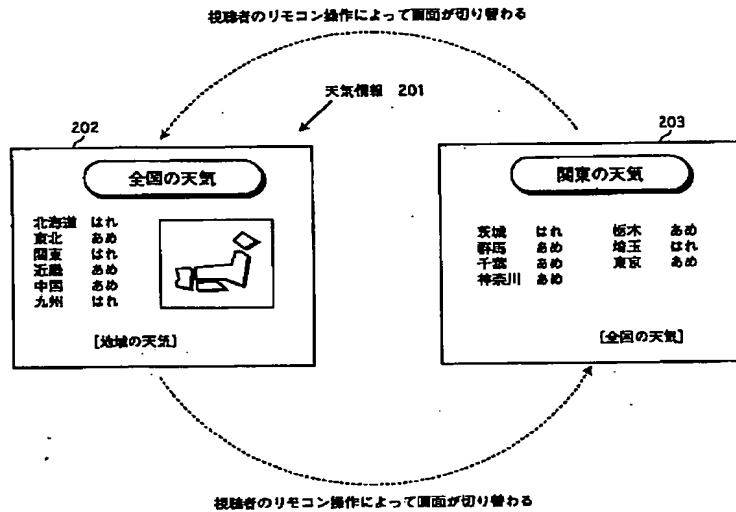 視聴者のリモコン操作によって画面が切り替わる
天気情報 201
202
全国の天気
北海道 はれ
東北 あめ
関東 はれ
近畿 あめ
中国 あめ
九州 はれ
[地域の天気]
203
関東の天気
茨城 はれ 栃木 あめ
群馬 あめ 埼玉 はれ
千葉 あめ 東京 あめ
神奈川 あめ
[全国の天気]
視聴者のリモコン操作によって画面が切り替わる